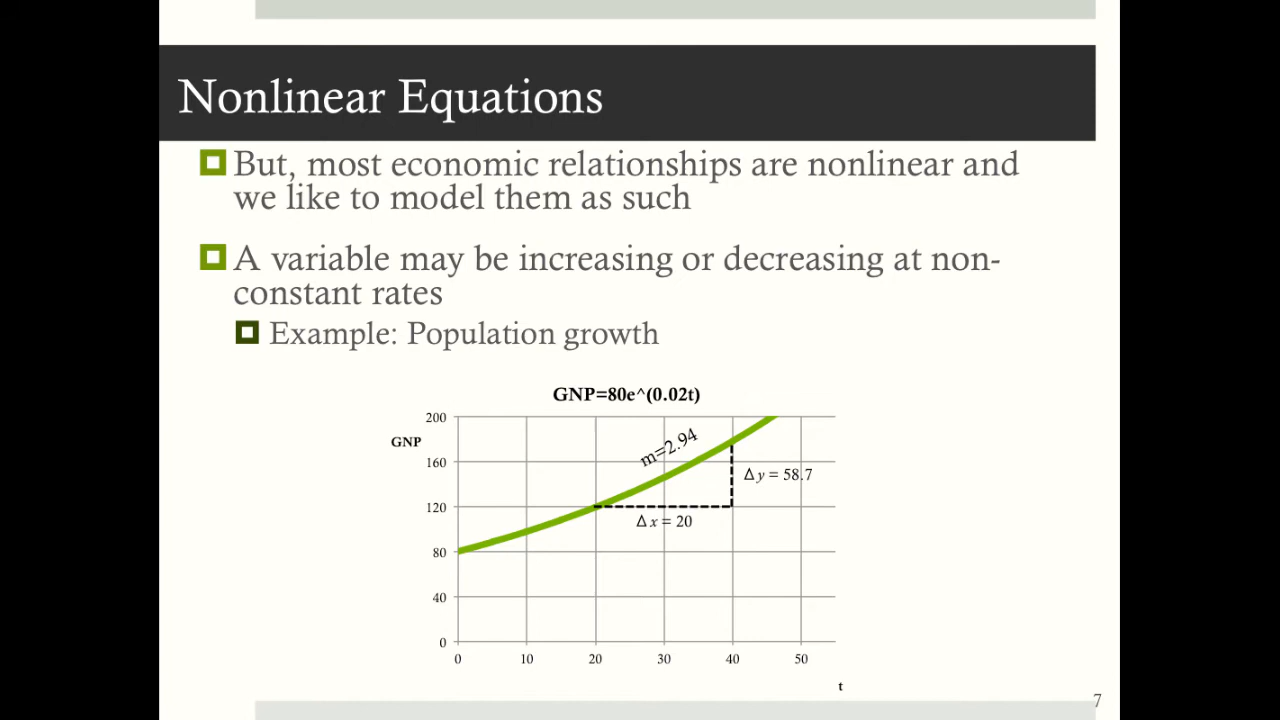 Nonlinear Equations
But, most economic relationships are nonlinear and
we like to model them as such
A variable may be increasing or decreasing at non-
constant rates
Example: Population growth
GNP=80e^(0.02t)
200
GNP
m=2.94
160
Δy = 58.7
120
Δx = 20
80
40
0
0 10 20 30 40 50
t
7